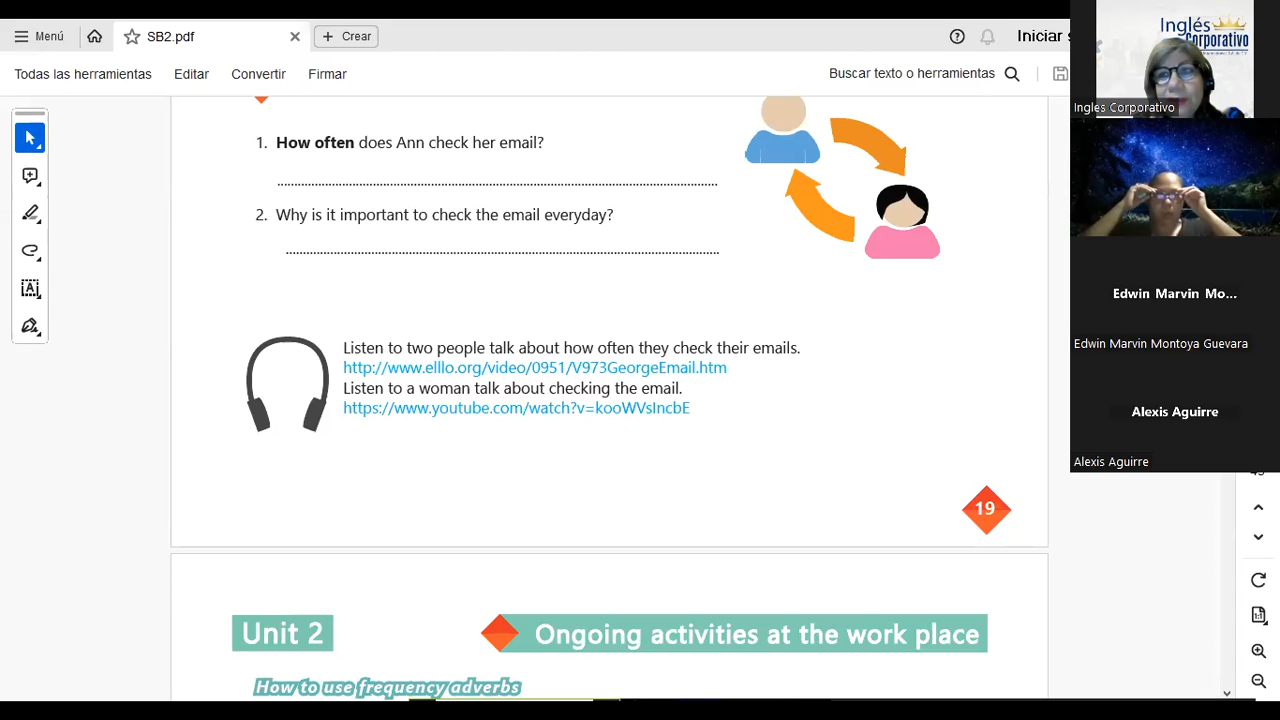 Menú
SB2.pdf
Crear
Iniciar s
Todas las herramientas
Editar
Convertir
Firmar
Buscar texto o herramientas
1. How often does Ann check her email?
2. Why is it important to check the email everyday?
Listen to two people talk about how often they check their emails.
http://www.elllo.org/video/0951/V973GeorgeEmail.htm
Listen to a woman talk about checking the email.
https://www.youtube.com/watch?v=kooWVsIncbE
19
Unit 2
Ongoing activities at the work place
How to use frequency adverbs
Inglés
Corporativo
Ingles Corporativo
Edwin Marvin Mo...
Edwin Marvin Montoya Guevara
Alexis Aguirre
Alexis Aguirre